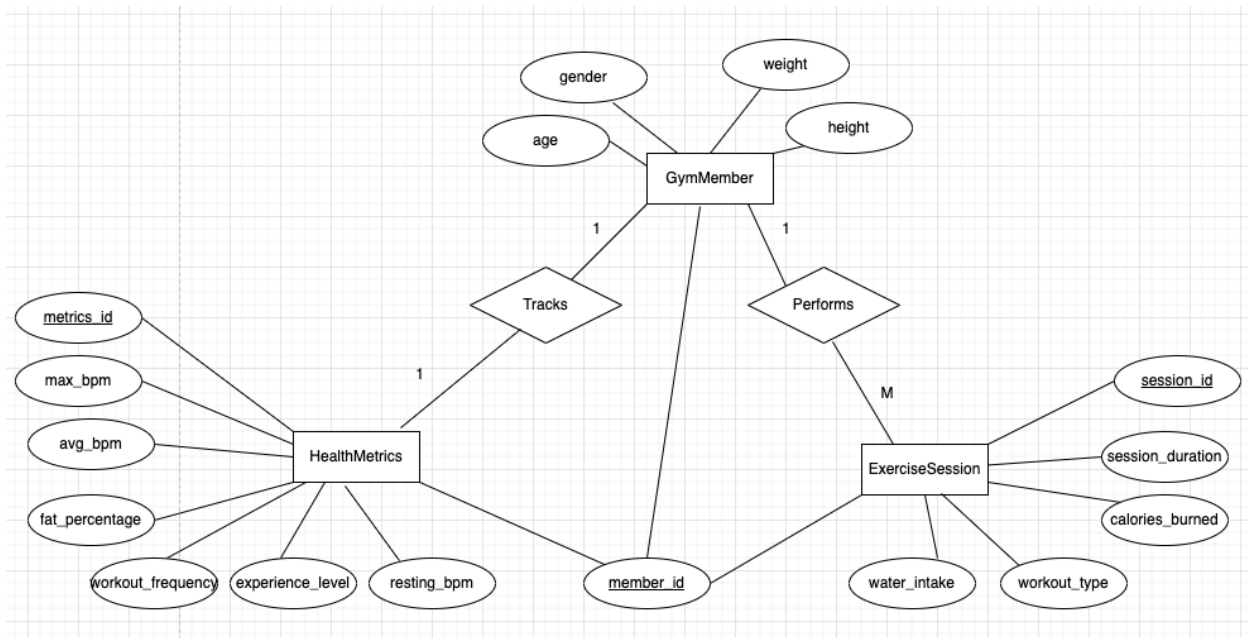 weight
gender
height
age
GymMember
1
1
Tracks
Performs
metrics_id
max_bpm
1
M
session_id
avg_bpm
HealthMetrics
session_duration
ExerciseSession
fat_percentage
calories_burned
workout_frequency
experience_level
resting_bpm
member_id
water_intake
workout_type